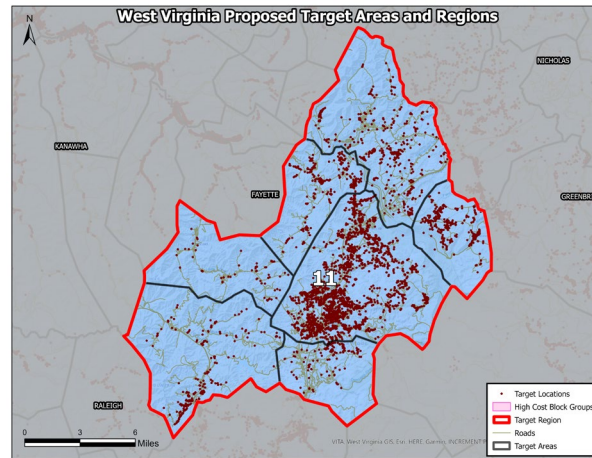 West Virginia Proposed Target Areas and Regions
N
NICHOLAS
KANAWHA
FAYETTE
GREENBRI
11
RALEIGH
Target Locations
High Cost Block Groups
Target Region
Roads
Target Areas
0 3 6
Miles
VITA, West Virginia GIS, Esri, HERE, Garmin, INCREMENT P